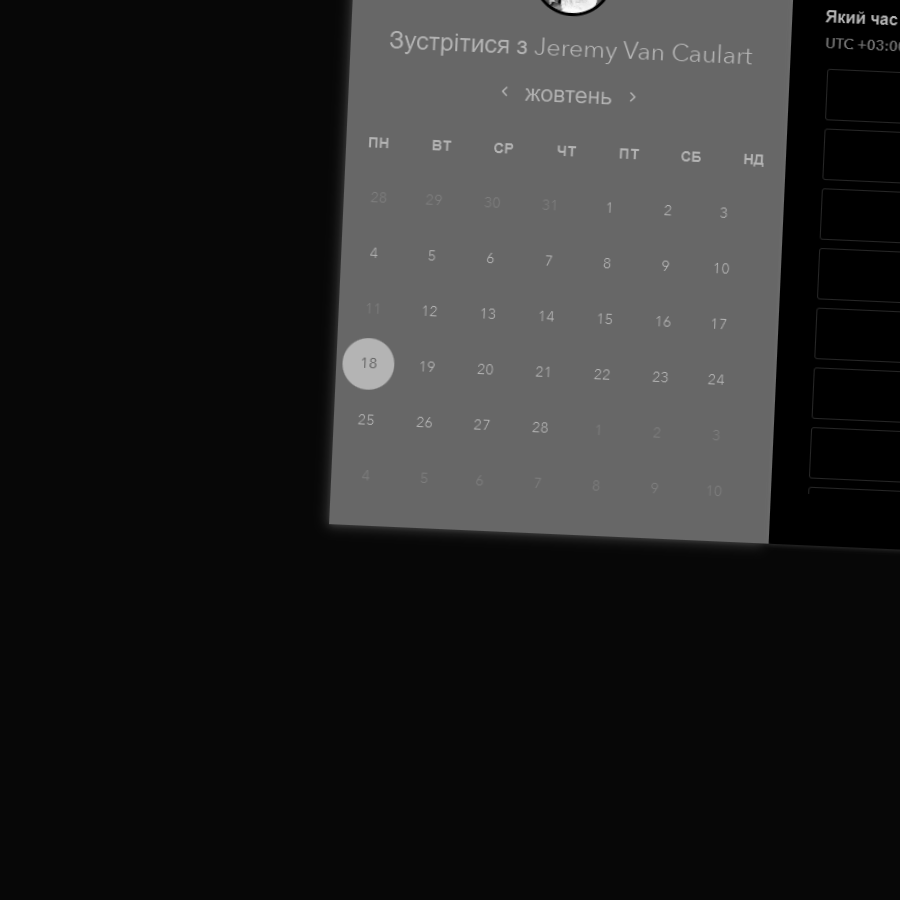 Зустрітися з Jeremy Van Caulart
‹ жовтень ›
ПН ВТ СР ЧТ ПТ СБ НД
28 29 30 31 1 2 3
4 5 6 7 8 9 10
11 12 13 14 15 16 17
18 19 20 21 22 23 24
25 26 27 28 1 2 3
4 5 6 7 8 9 10
Який час
UTC +03:00